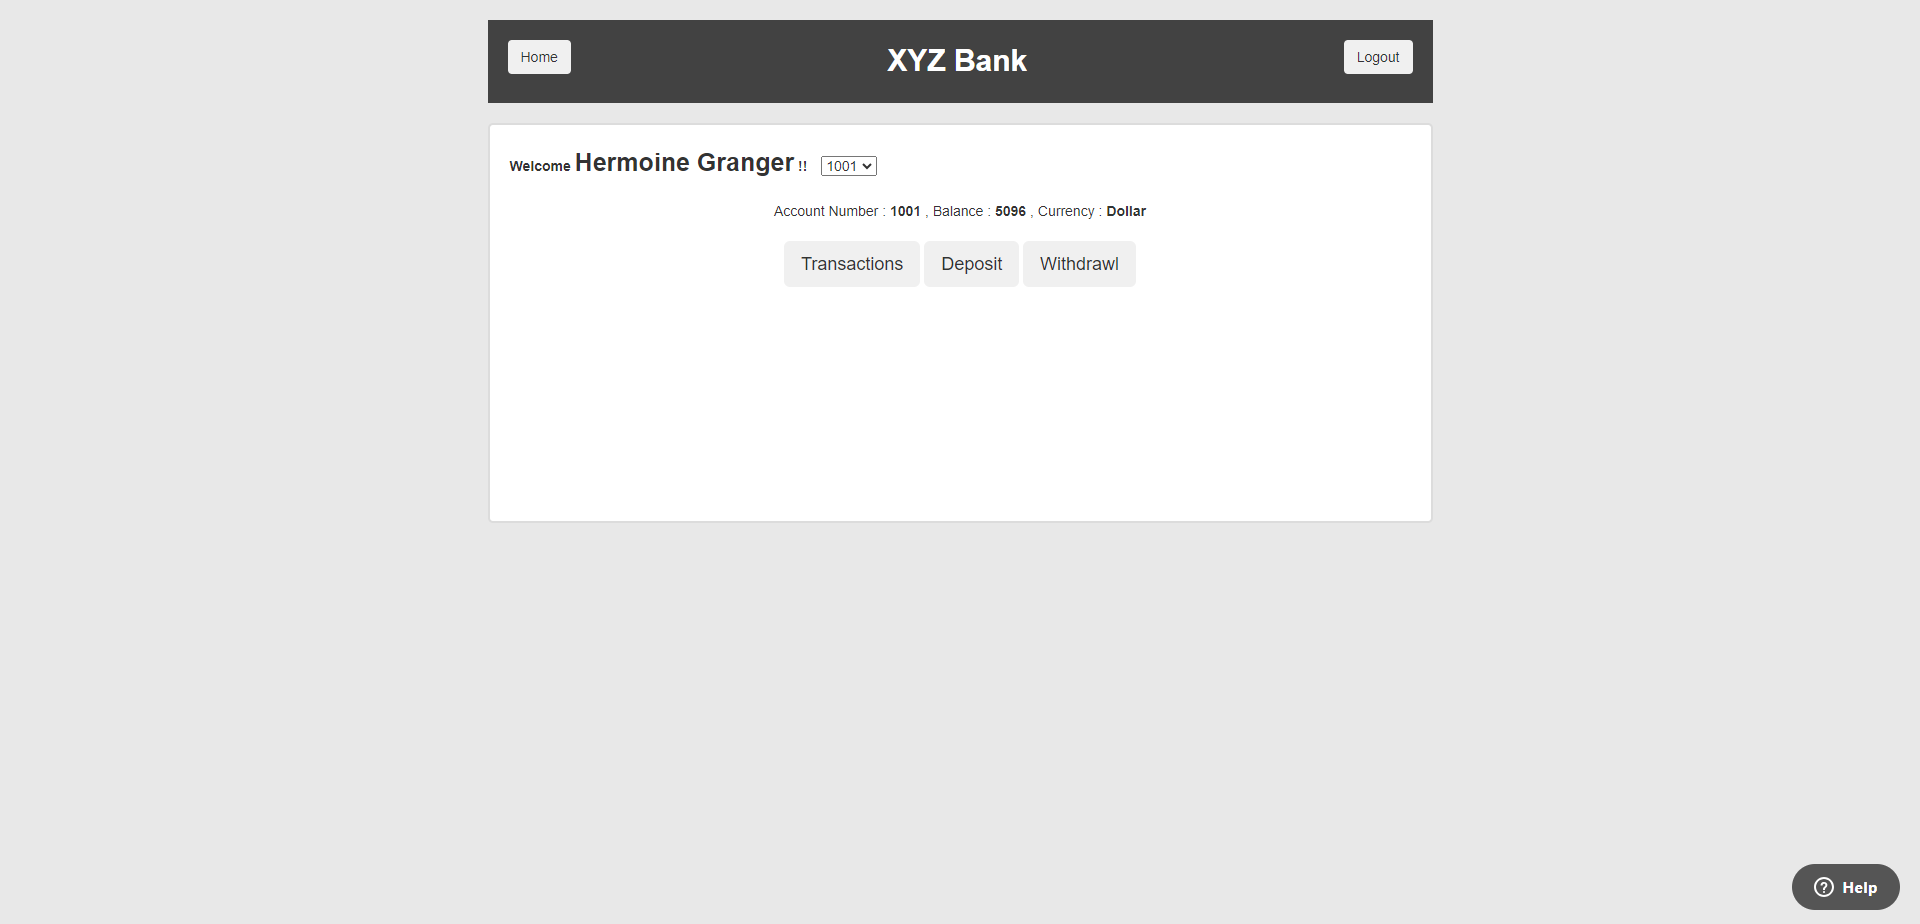 Home
XYZ Bank
Logout
Welcome Hermoine Granger !! 1001
Account Number : 1001 , Balance : 5096 , Currency : Dollar
Transactions
Deposit
Withdrawl
Help